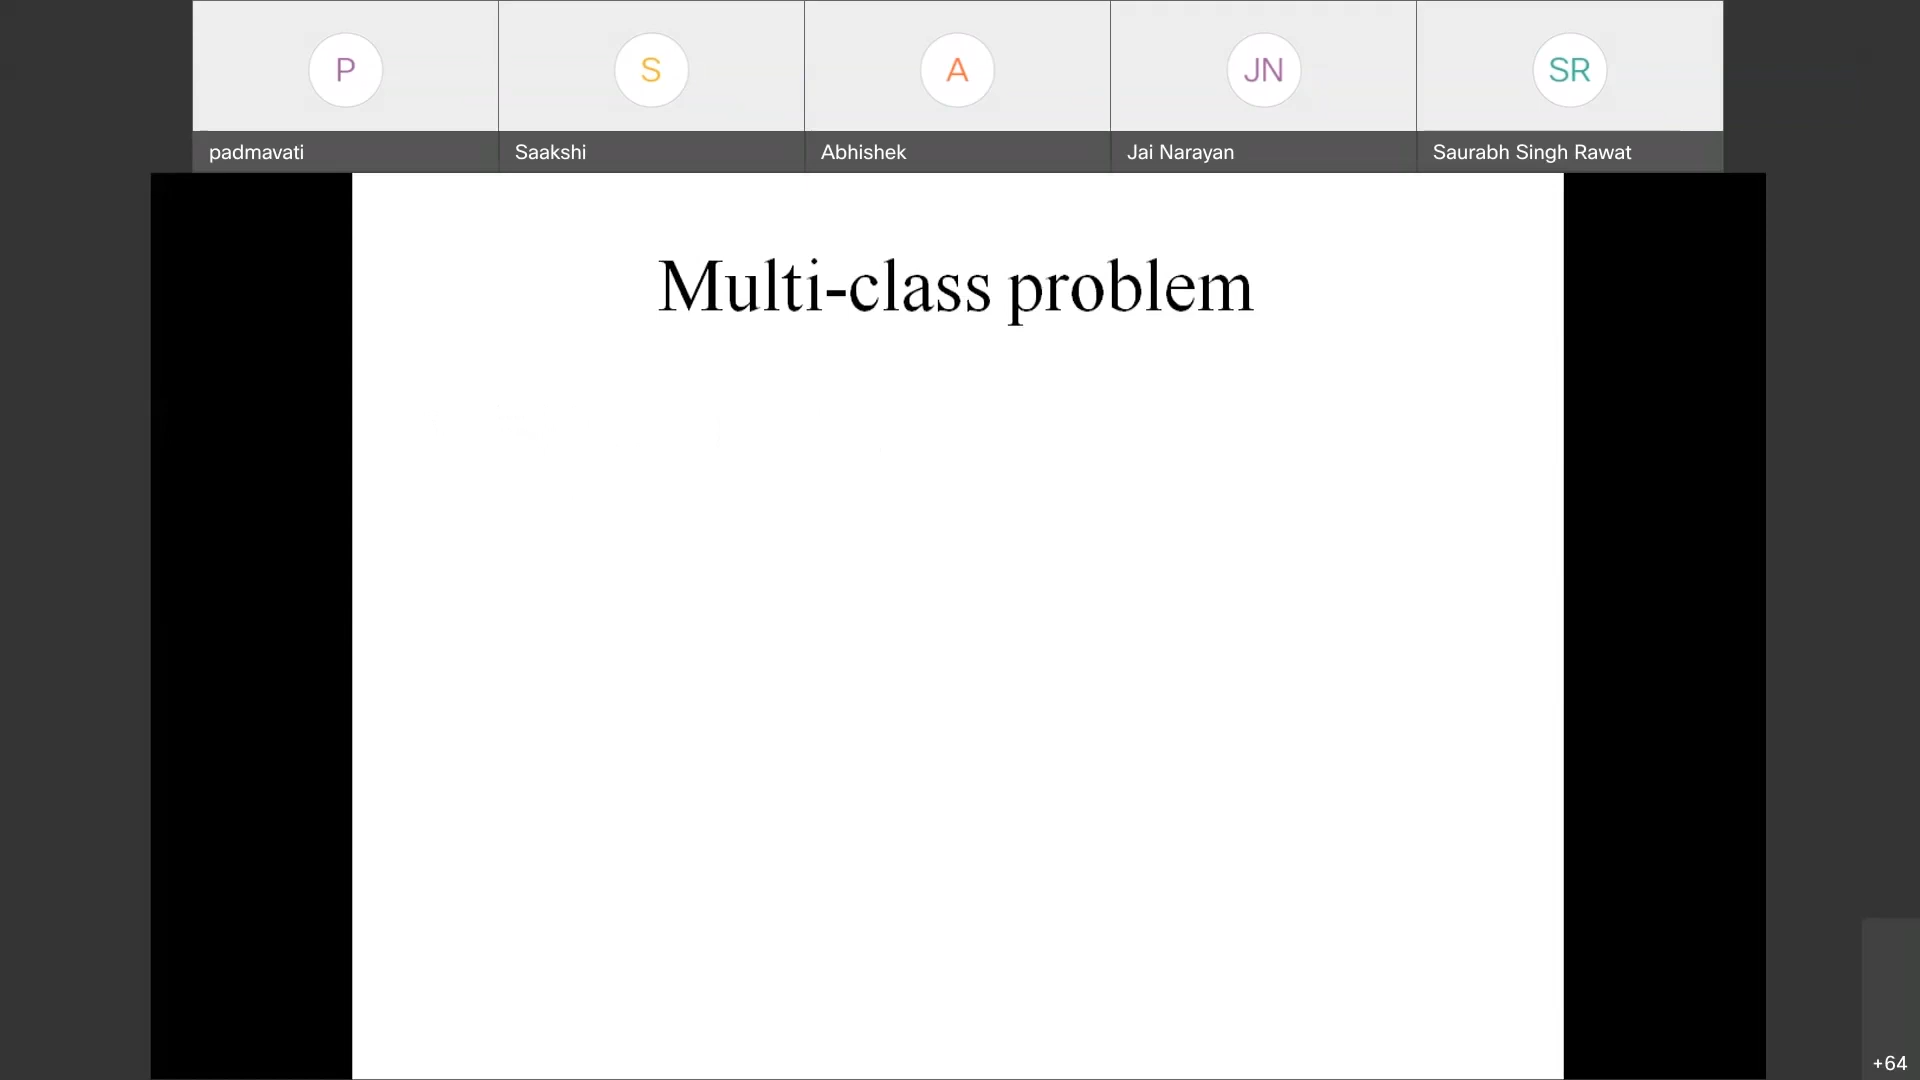 P
S
A
JN
SR
padmavati
Saakshi
Abhishek
Jai Narayan
Saurabh Singh Rawat
Multi-class problem
+64